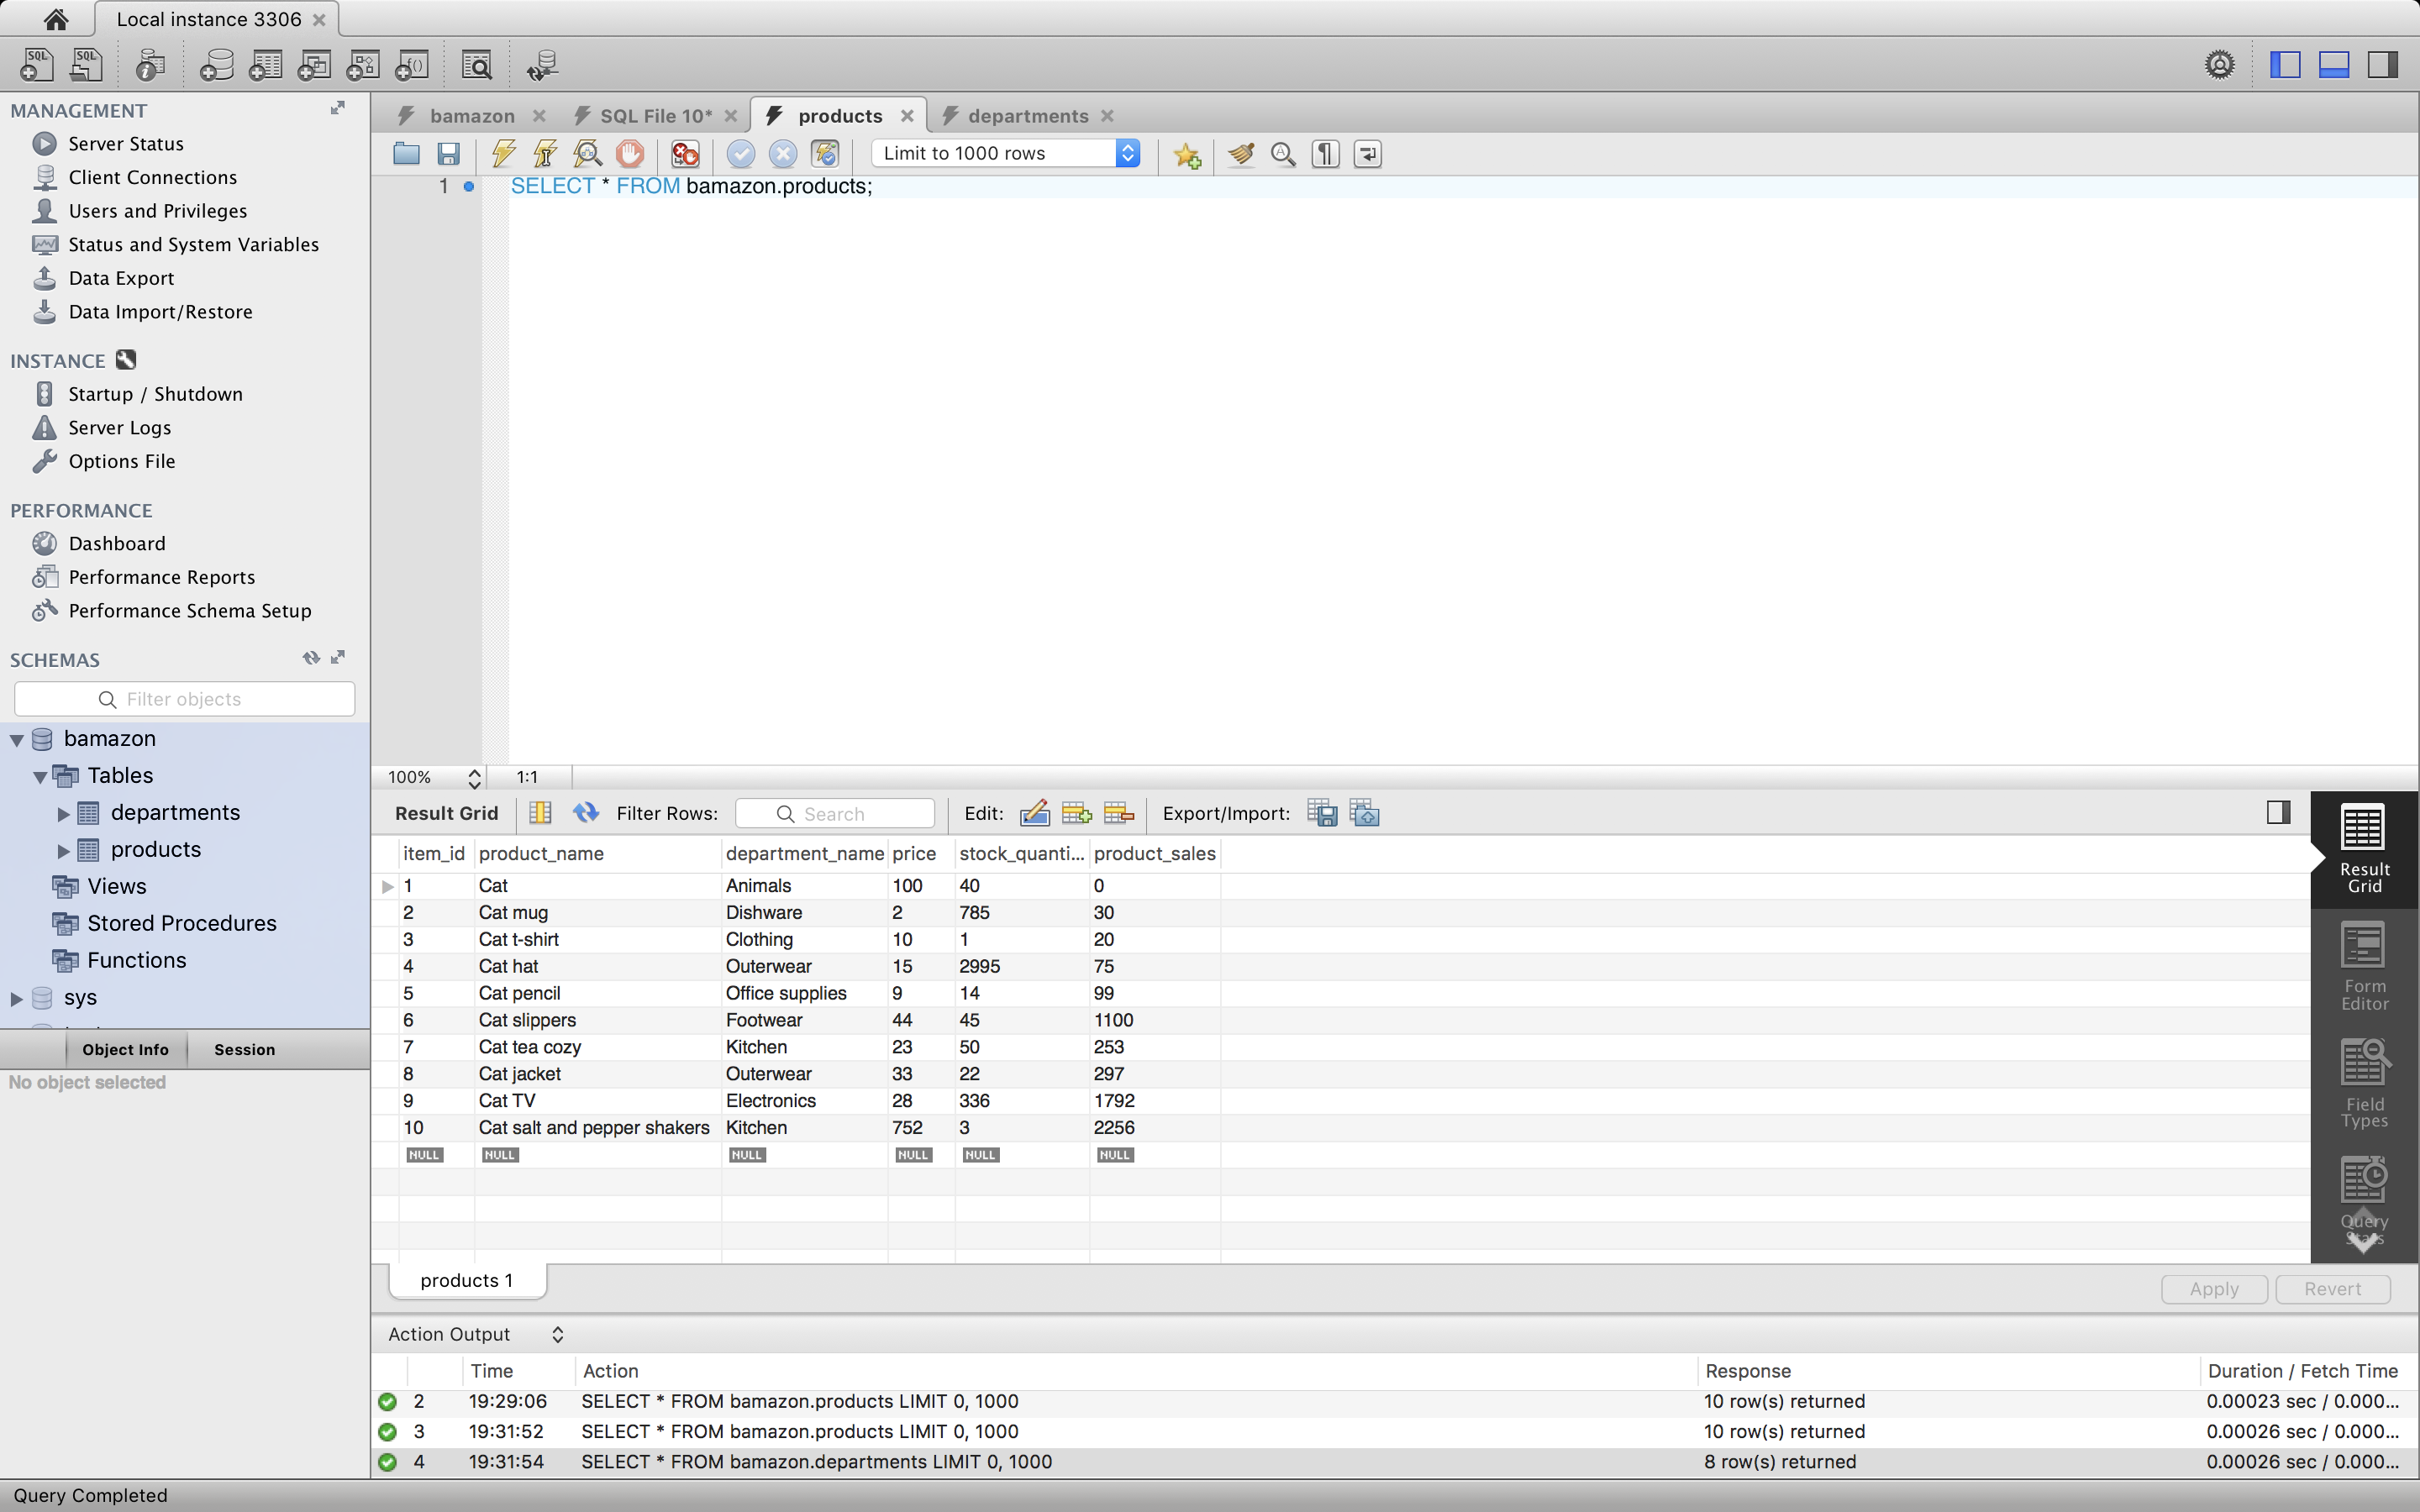 Local instance 3306
MANAGEMENT
Server Status
Client Connections
Users and Privileges
Status and System Variables
Data Export
Data Import/Restore
INSTANCE
Startup / Shutdown
Server Logs
Options File
PERFORMANCE
Dashboard
Performance Reports
Performance Schema Setup
SCHEMAS
Filter objects
bamazon
Tables
departments
products
Views
Stored Procedures
Functions
sys
Object Info Session
No object selected
bamazon SQL File 10* products departments
Limit to 1000 rows
1 SELECT * FROM bamazon.products;
100% 1:1
Result Grid Filter Rows: Search Edit: Export/Import:
item_id product_name department_name price stock_quanti... product_sales
1 Cat Animals 100 40 0
2 Cat mug Dishware 2 785 30
3 Cat t-shirt Clothing 10 1 20
4 Cat hat Outerwear 15 2995 75
5 Cat pencil Office supplies 9 14 99
6 Cat slippers Footwear 44 45 1100
7 Cat tea cozy Kitchen 23 50 253
8 Cat jacket Outerwear 33 22 297
9 Cat TV Electronics 28 336 1792
10 Cat salt and pepper shakers Kitchen 752 3 2256
NULL NULL NULL NULL NULL NULL
Result
Grid
Form
Editor
Field
Types
Query
Stats
products 1
Apply Revert
Action Output
Time Action Response Duration / Fetch Time
2 19:29:06 SELECT * FROM bamazon.products LIMIT 0, 1000 10 row(s) returned 0.00023 sec / 0.000...
3 19:31:52 SELECT * FROM bamazon.products LIMIT 0, 1000 10 row(s) returned 0.00026 sec / 0.000...
4 19:31:54 SELECT * FROM bamazon.departments LIMIT 0, 1000 8 row(s) returned 0.00026 sec / 0.000...
Query Completed